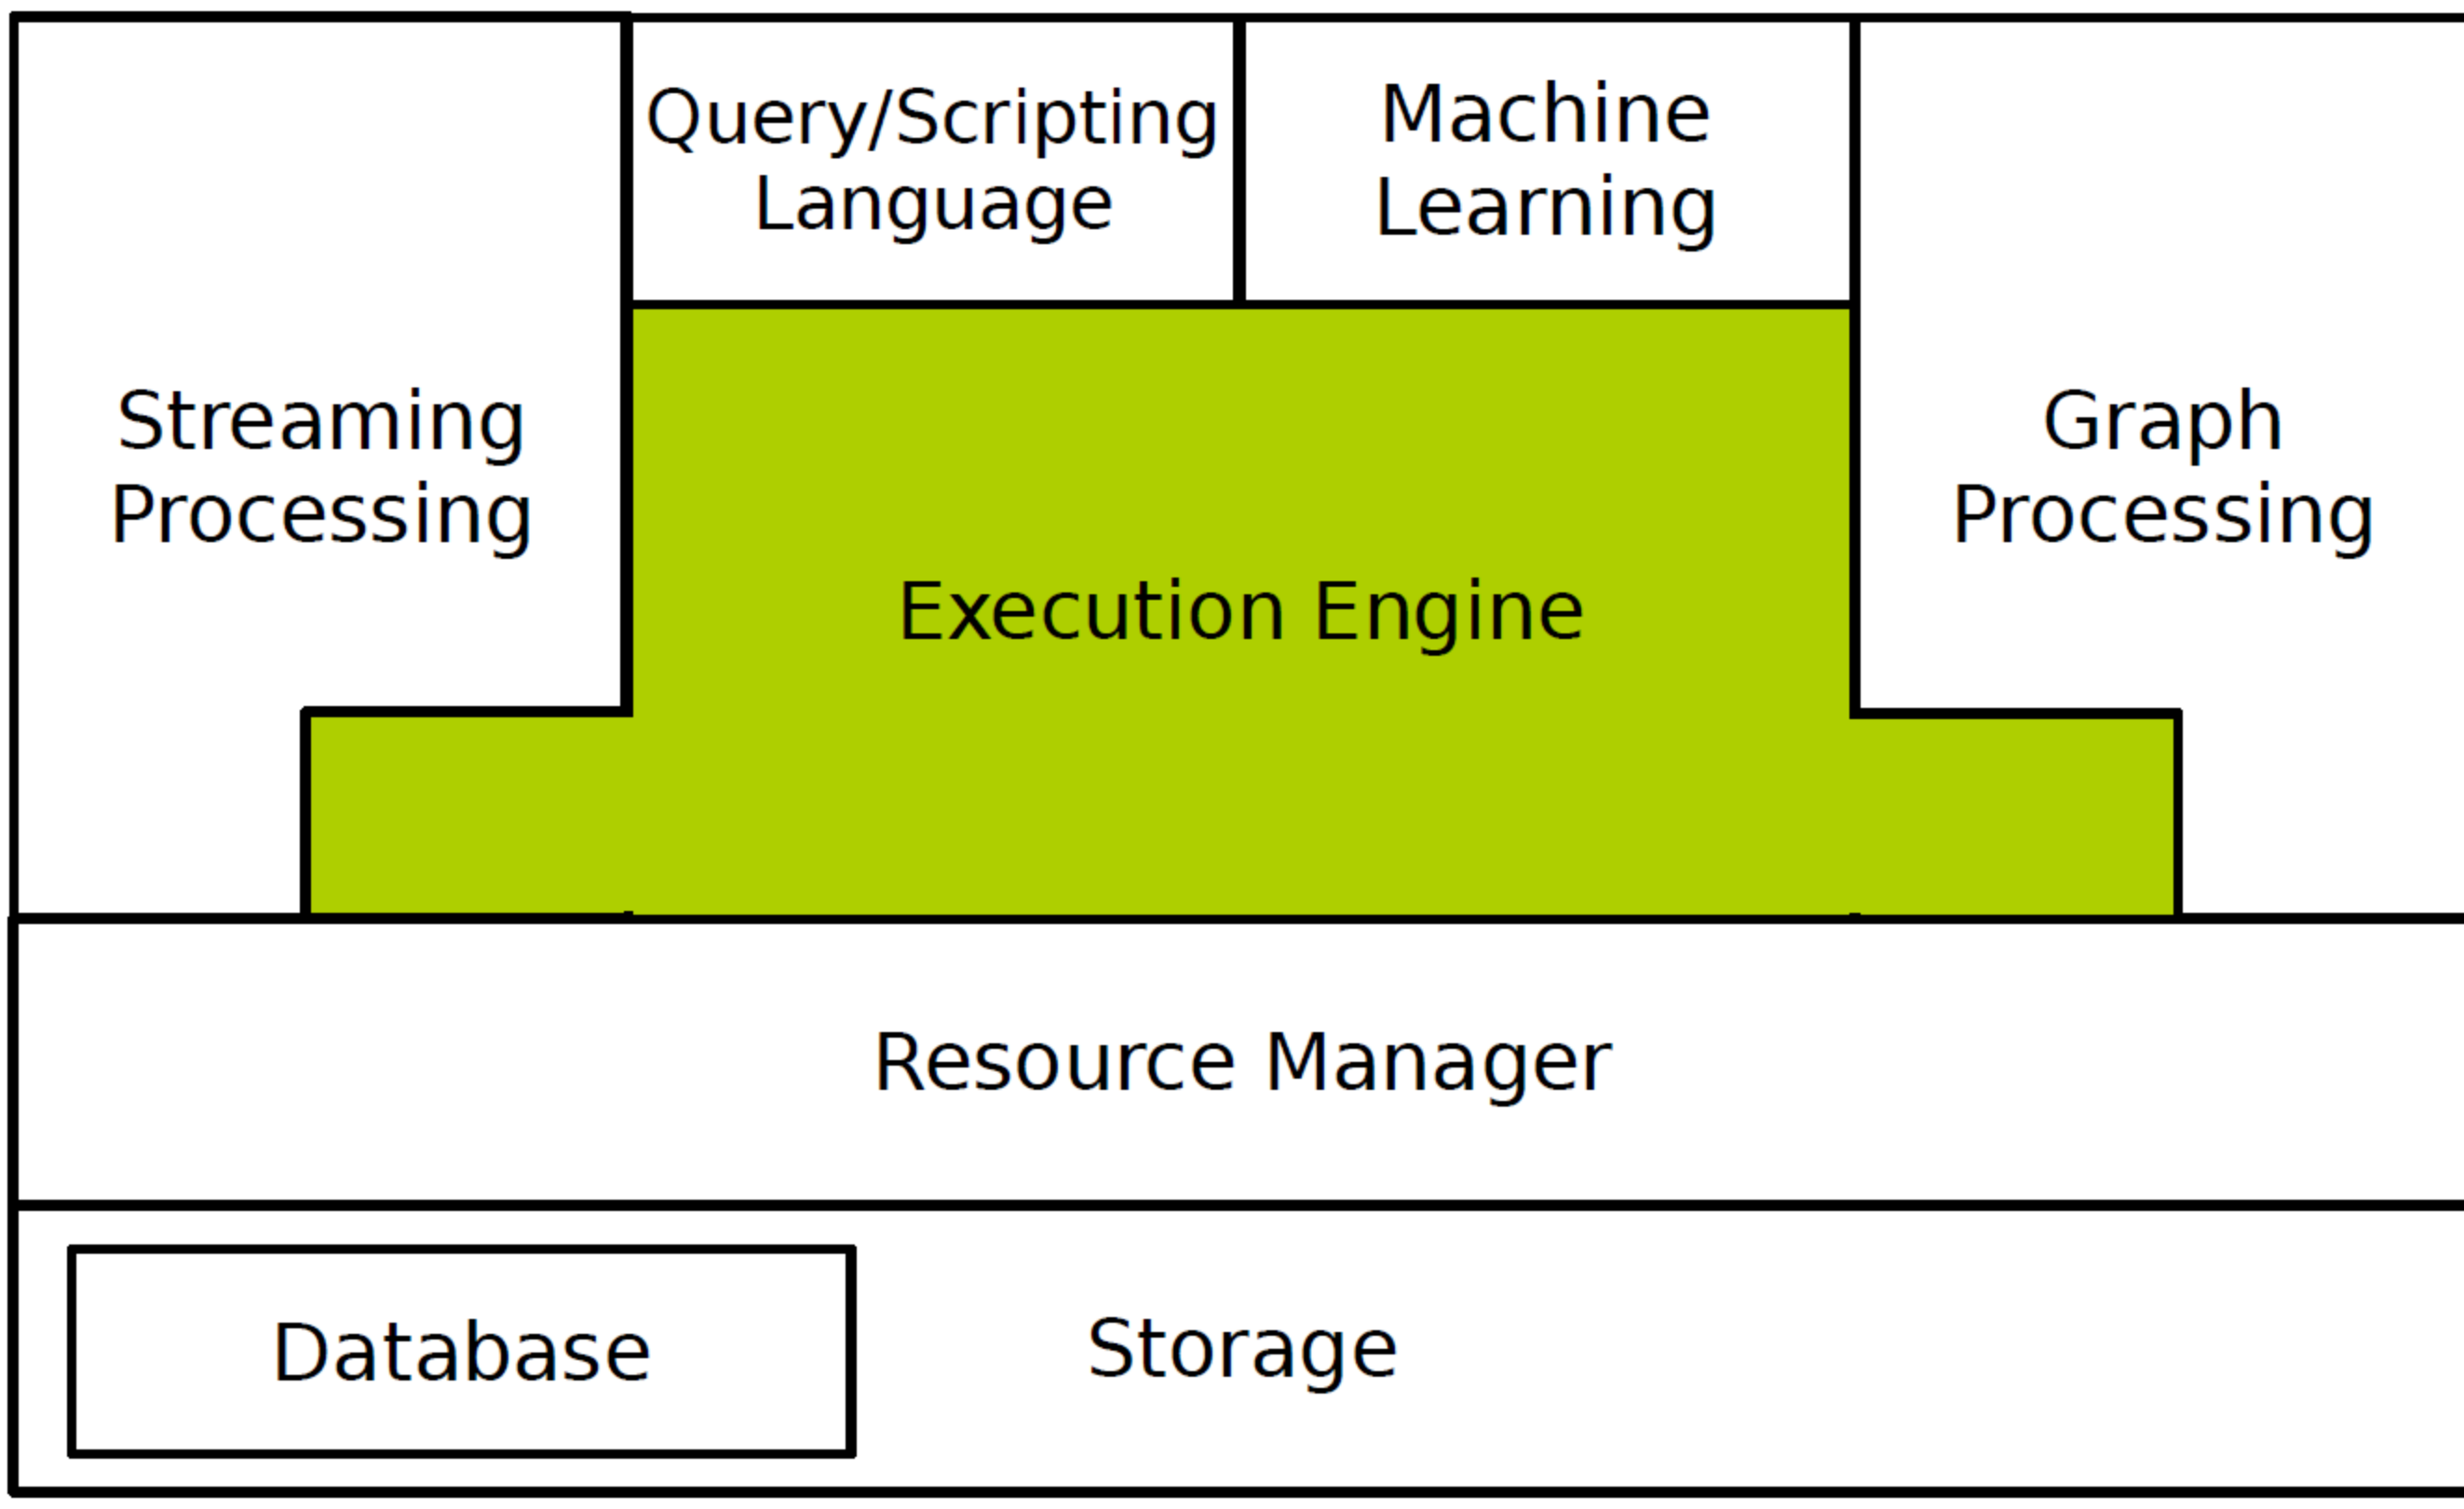 Query/Scripting
Language
Machine
Learning
Streaming
Processing
Graph
Processing
Execution Engine
Resource Manager
Database
Storage